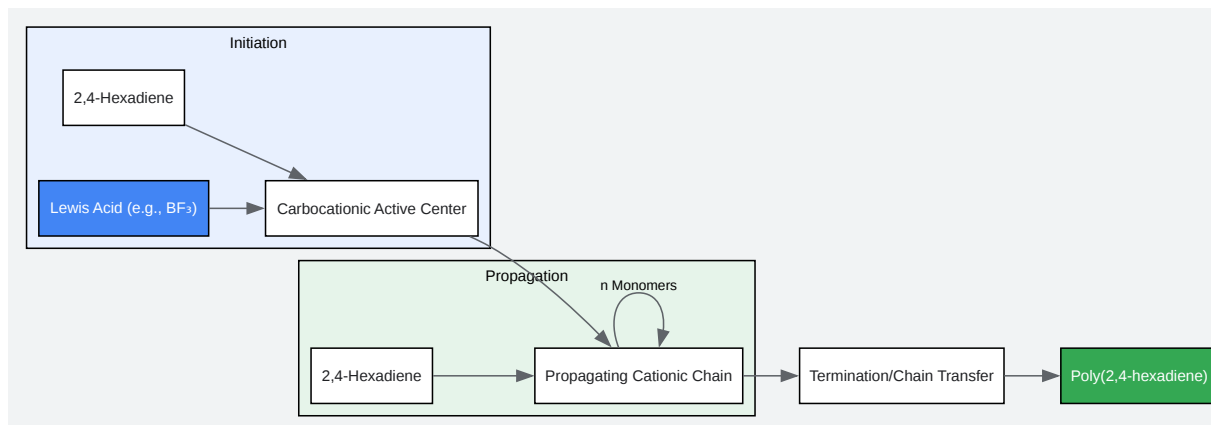 Initiation
2,4-Hexadiene
Lewis Acid (e.g., BF₃)
Carbocationic Active Center
Propagation
n Monomers
2,4-Hexadiene
Propagating Cationic Chain
Termination/Chain Transfer
Poly(2,4-hexadiene)